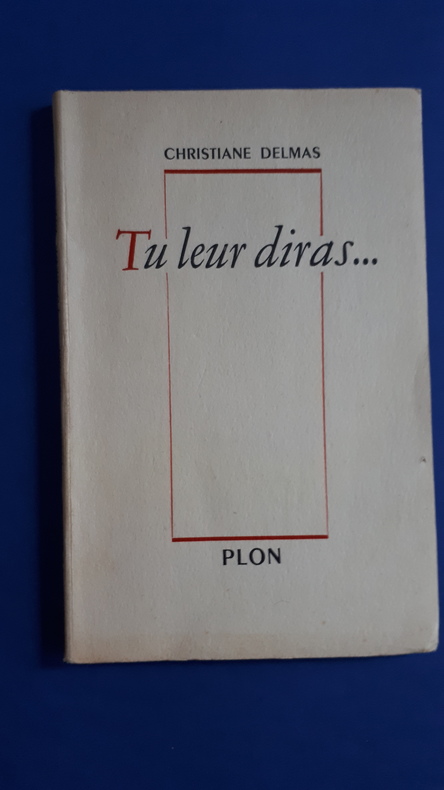 CHRISTIANE DELMAS
Tu leur diras...
PLON